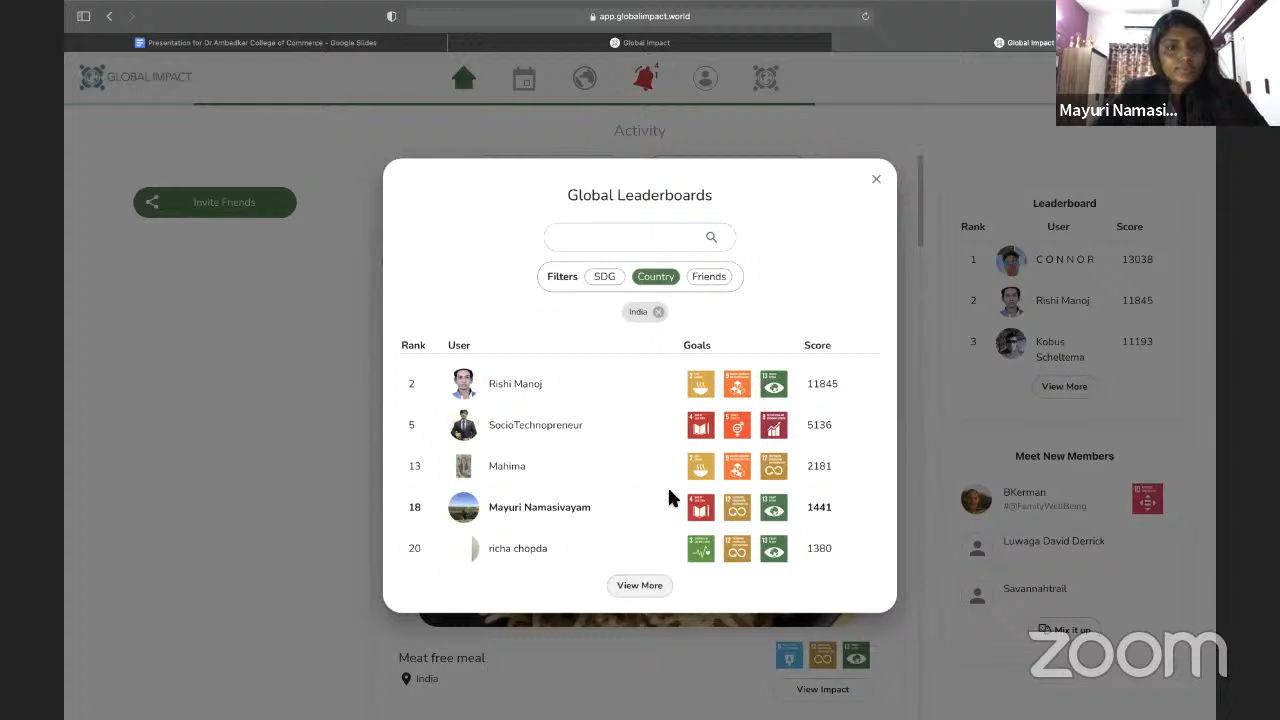 app.globalimpact.world
Presentation for Dr.Ambedkar College of Commerce - Google Slides
Global Impact
Global Impact
Mayuri Namasi...
GLOBAL IMPACT
4
1
Activity
Invite Friends
Global Leaderboards
Filters SDG Country Friends
India
Rank User Goals Score
2 Rishi Manoj 11845
5 SocioTechnopreneur 5136
13 Mahima 2181
18 Mayuri Namasivayam 1441
20 richa chopda 1380
View More
Leaderboard
Rank User Score
1 C O N N O R 13038
2 Rishi Manoj 11845
3 Kobus Scheltema 11193
View More
Meet New Members
BKerman
#@FamilyWellBeing
Luwaga David Derrick
Savannahtrail
Mix it up
Meat free meal
India
View Impact
zoom